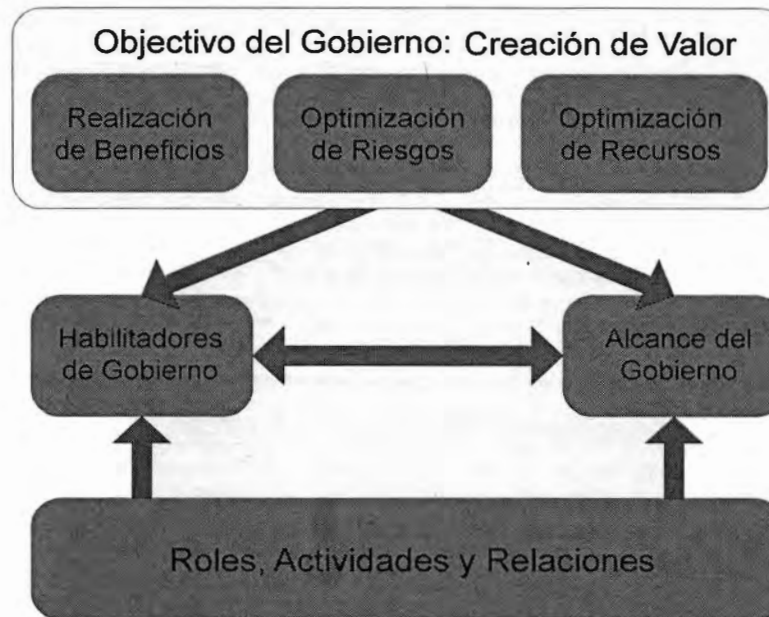 Objectivo del Gobierno: Creación de Valor
Realización
de Beneficios
Optimización
de Riesgos
Optimización
de Recursos
Habilitadores
de Gobierno
Alcance del
Gobierno
Roles, Actividades y Relaciones